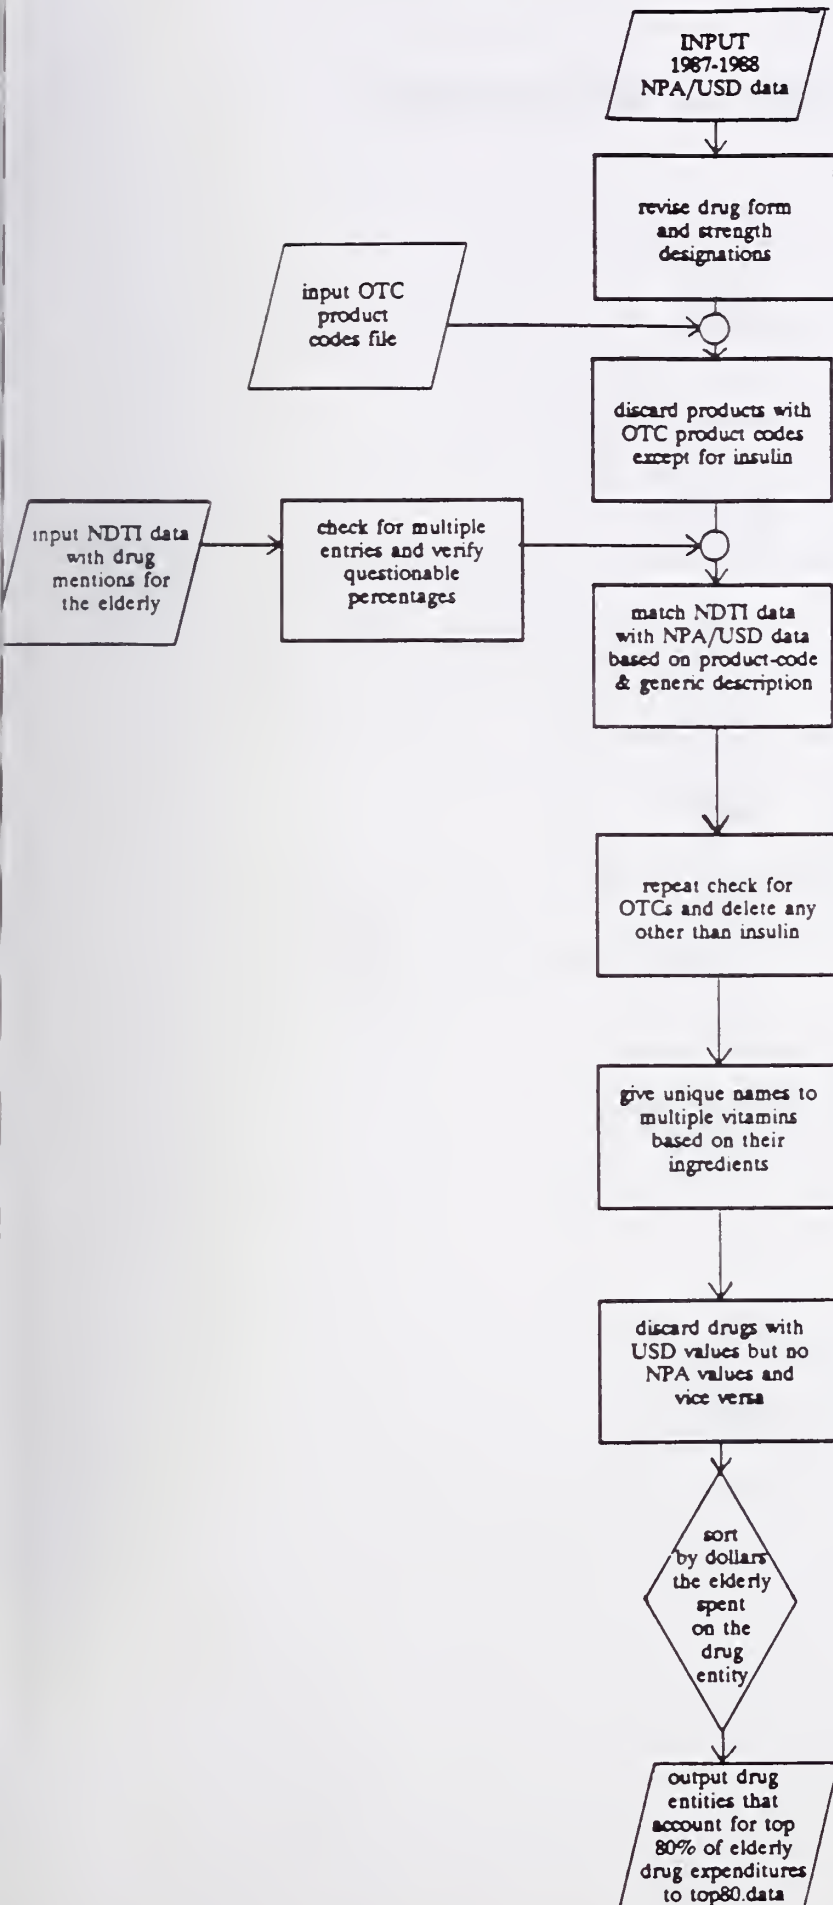 INPUT
1987-1988
NPA/USD data
revise drug form
and strength
designations
input OTC
product
codes file
discard products with
OTC product codes
except for insulin
input NDTI data
with drug
mentions for
the elderly
check for multiple
entries and verify
questionable
percentages
match NDTI data
with NPA/USD data
based on product-code
& generic description
repeat check for
OTCs and delete any
other than insulin
give unique names to
multiple vitamins
based on their
ingredients
discard drugs with
USD values but no
NPA values and
vice versa
sort
by dollars
the elderly
spent
on the
drug
entity
output drug
entities that
account for top
80% of elderly
drug expenditures
to top80.data